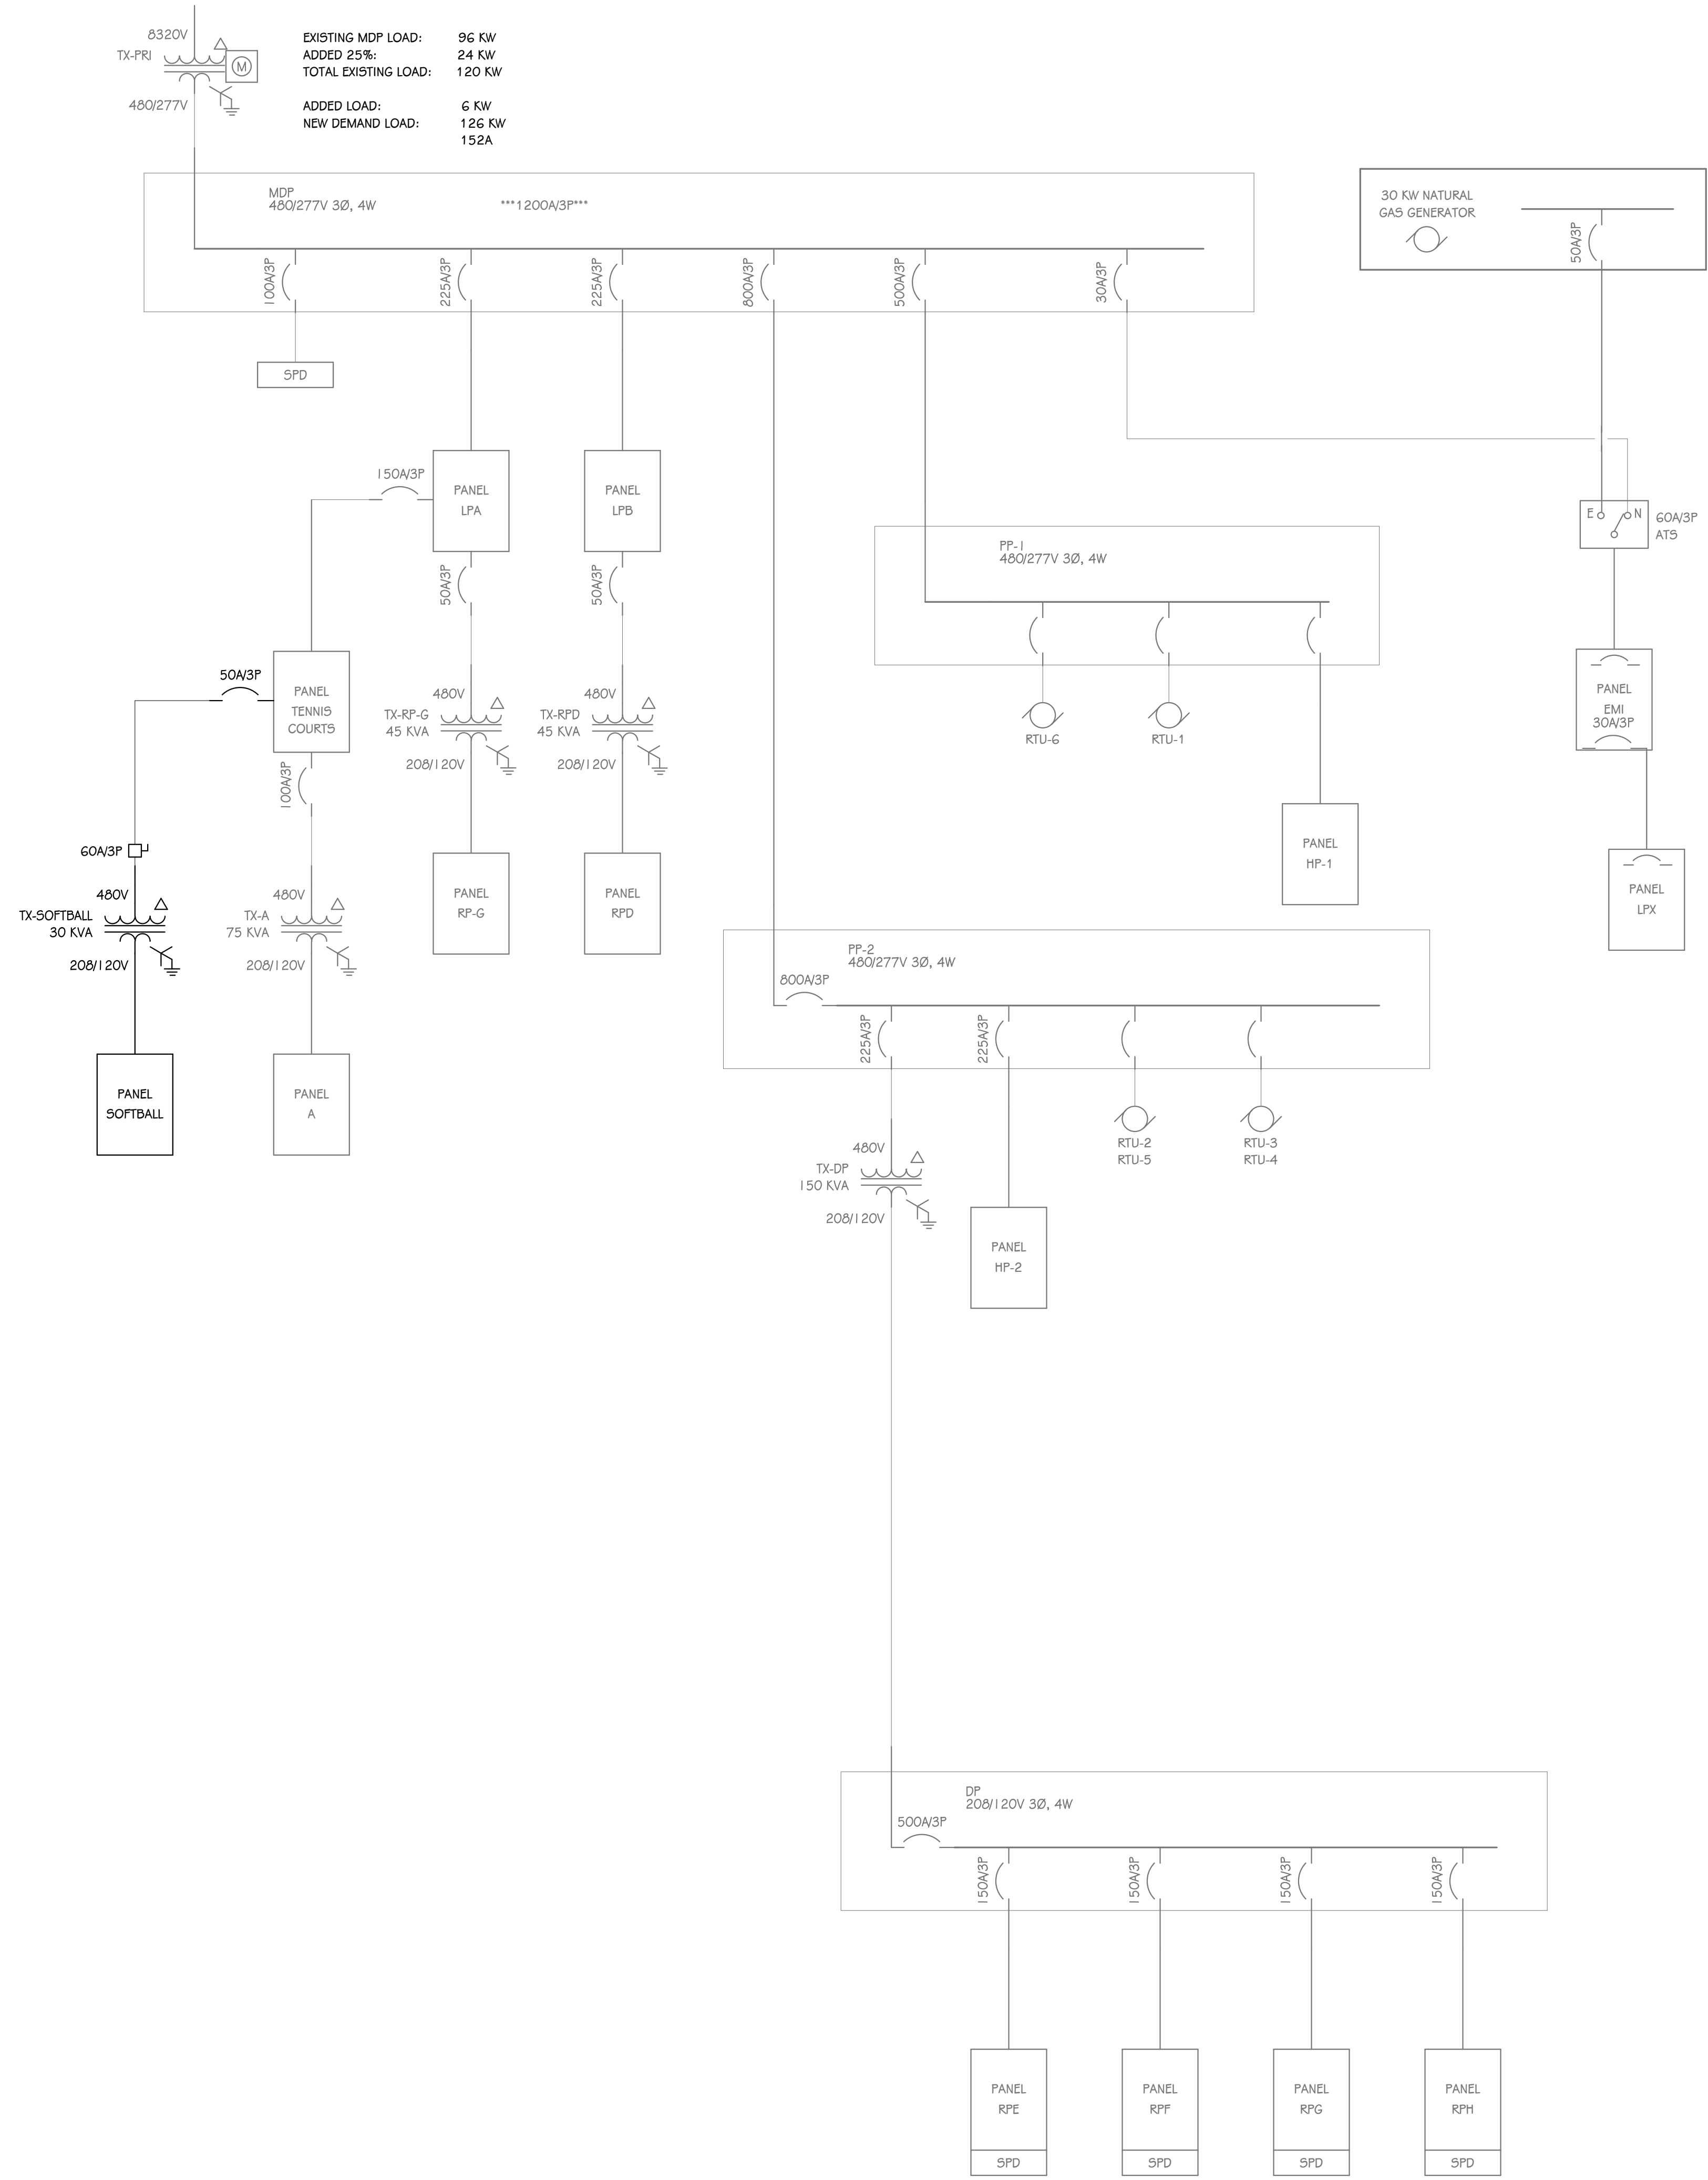 8320V
TX-PRI
M
480/277V
EXISTING MDP LOAD: 96 KW
ADDED 25%: 24 KW
TOTAL EXISTING LOAD: 120 KW
ADDED LOAD: 6 KW
NEW DEMAND LOAD: 126 KW
152A
MDP
480/277V 3Ø, 4W
***1200A/3P***
100A/3P
225A/3P
225A/3P
800A/3P
500A/3P
30A/3P
30 KW NATURAL
GAS GENERATOR
50A/3P
SPD
150A/3P
PANEL
LPA
PANEL
LPB
50A/3P
50A/3P
E
N
60A/3P
ATS
PP-1
480/277V 3Ø, 4W
RTU-6
RTU-1
PANEL
HP-1
PANEL
EMI
30A/3P
PANEL
LPX
50A/3P
PANEL
TENNIS
COURTS
100A/3P
480V
TX-RP-G
45 KVA
208/120V
480V
TX-RPD
45 KVA
208/120V
PANEL
RP-G
PANEL
RPD
60A/3P
480V
TX-SOFTBALL
30 KVA
208/120V
480V
TX-A
75 KVA
208/120V
PANEL
SOFTBALL
PANEL
A
PP-2
480/277V 3Ø, 4W
800A/3P
225A/3P
225A/3P
RTU-2
RTU-5
RTU-3
RTU-4
480V
TX-DP
150 KVA
208/120V
PANEL
HP-2
DP
208/120V 3Ø, 4W
500A/3P
150A/3P
150A/3P
150A/3P
150A/3P
PANEL
RPE
SPD
PANEL
RPF
SPD
PANEL
RPG
SPD
PANEL
RPH
SPD